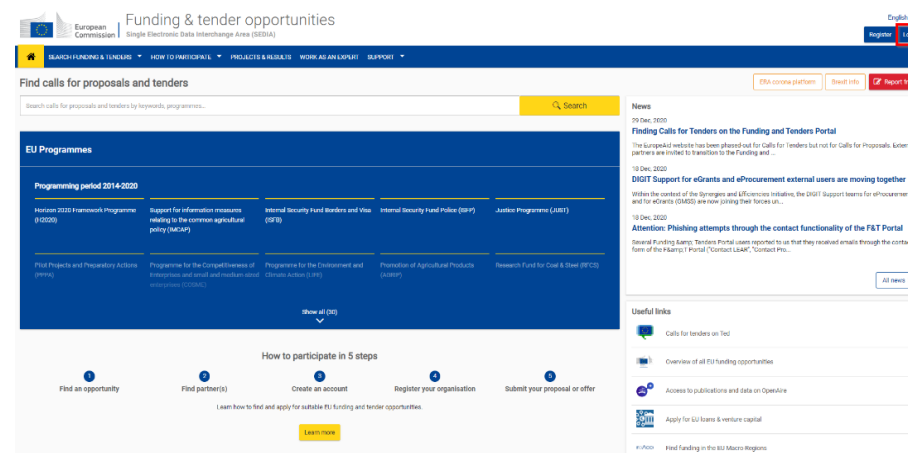 English
European
Commission
Funding & tender opportunities
Single Electronic Data Interchange Area (SEDIA)
Register
Lo
SEARCH FUNDING & TENDERS
HOW TO PARTICIPATE
PROJECTS & RESULTS
WORK AS AN EXPERT
SUPPORT
Find calls for proposals and tenders
ERA corona platform
Brexit Info
Report fr
Search calls for proposals and tenders by keywords, programmes...
Search
EU Programmes
Programming period 2014-2020
Horizon 2020 Framework Programme
(H2020)
Support for information measures
relating to the common agricultural
policy (IMCAP)
Internal Security Fund Borders and Visa
(ISFB)
Internal Security Fund Police (ISFP)
Justice Programme (JUST)
Pilot Projects and Preparatory Actions
(PPPA)
Programme for the Competitiveness of
Enterprises and small and medium-sized
enterprises (COSME)
Programme for the Environment and
Climate Action (LIFE)
Promotion of Agricultural Products
(AGRIP)
Research Fund for Coal & Steel (RFCS)
Show all (30)
How to participate in 5 steps
1
Find an opportunity
2
Find partner(s)
3
Create an account
4
Register your organisation
5
Submit your proposal or offer
Learn how to find and apply for suitable EU funding and tender opportunities.
Learn more
News
29 Dec, 2020
Finding Calls for Tenders on the Funding and Tenders Portal
The EuropeAid website has been phased-out for Calls for Tenders but not for Calls for Proposals. Exter
partners are invited to transition to the Funding and ...
18 Dec, 2020
DIGIT Support for eGrants and eProcurement external users are moving together
Within the context of the Synergies and Efficiencies Initiative, the DIGIT Support teams for eProcuremen
and for eGrants (GMSS) are now joining their forces un...
18 Dec, 2020
Attention: Phishing attempts through the contact functionality of the F&T Portal
Several Funding &amp; Tenders Portal users reported to us that they received emails through the contac
form of the F&amp;T Portal ("Contact LEAR", "Contact Pro...
All news
Useful links
Calls for tenders on Ted
Overview of all EU funding opportunities
Access to publications and data on OpenAire
Apply for EU loans & venture capital
Find funding in the EU Macro Regions